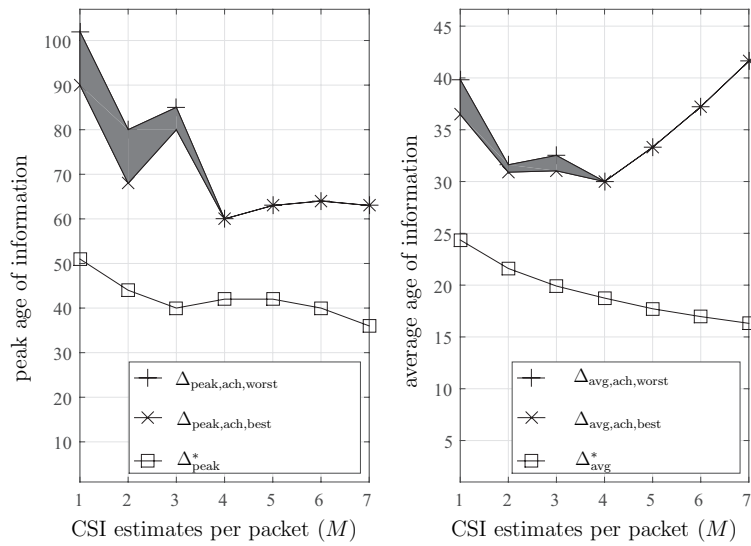 100
90
80
70
60
50
40
30
20
10
peak age of information
Δpeak,ach,worst
Δpeak,ach,best
Δ*peak
1 2 3 4 5 6 7
CSI estimates per packet (M)
45
40
35
30
25
20
15
10
5
average age of information
Δavg,ach,worst
Δavg,ach,best
Δ*avg
1 2 3 4 5 6 7
CSI estimates per packet (M)